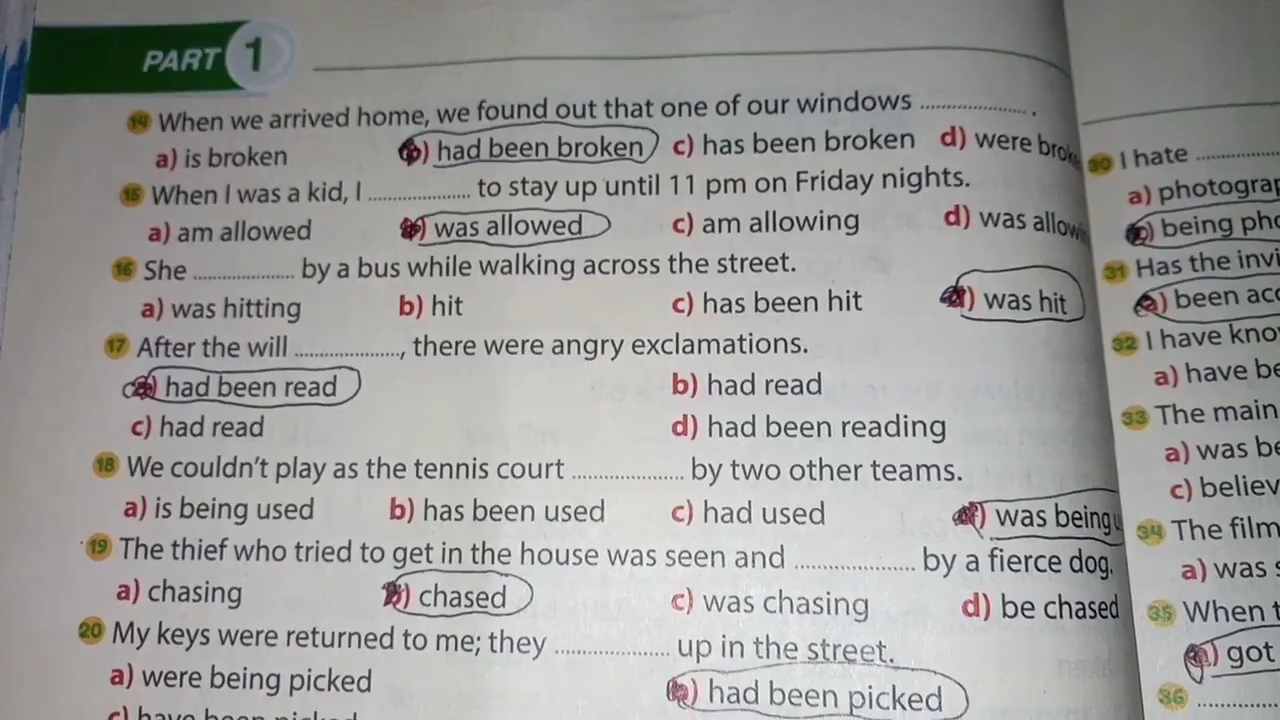 PART 1
14 When we arrived home, we found out that one of our windows .................... .
a) is broken b) had been broken c) has been broken d) were
15 When I was a kid, I .................... to stay up until 11 pm on Friday nights.
a) am allowed b) was allowed c) am allowing d) was
16 She .................... by a bus while walking across the street.
a) was hitting b) hit c) has been hit d) was hit
17 After the will ...................., there were angry exclamations.
a) had been read b) had read
c) had read d) had been reading
18 We couldn't play as the tennis court .................... by two other teams.
a) is being used b) has been used c) had used d) was being
19 The thief who tried to get in the house was seen and .................... by a fierce dog.
a) chasing b) chased c) was chasing d) be chased
20 My keys were returned to me; they .................... up in the street.
a) were being picked b) had been picked
c) have been picked
30 I hate ....................
a)
b) being
31 Has the
a) been
32 I have
a) have
33 The main
a) was
c)
34 The film
a) was
35 When
a) got
36 ....................